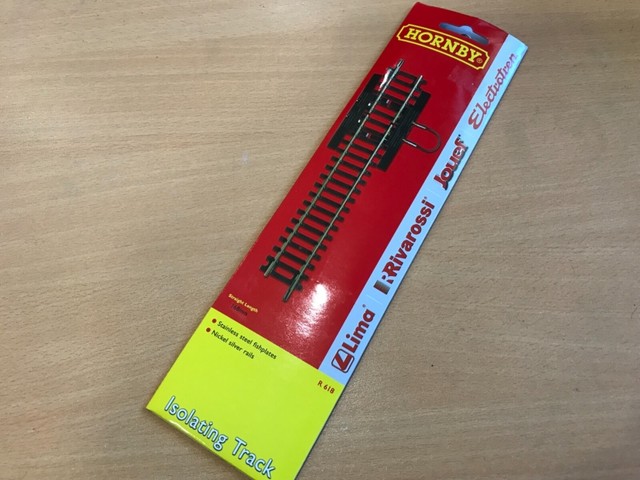 HORNBY®
Electrotren
Jouef
Rivarossi®
Lima®
Straight Length
• Stainless steel fishplates
• Nickel silver rails
R 618
Isolating Track